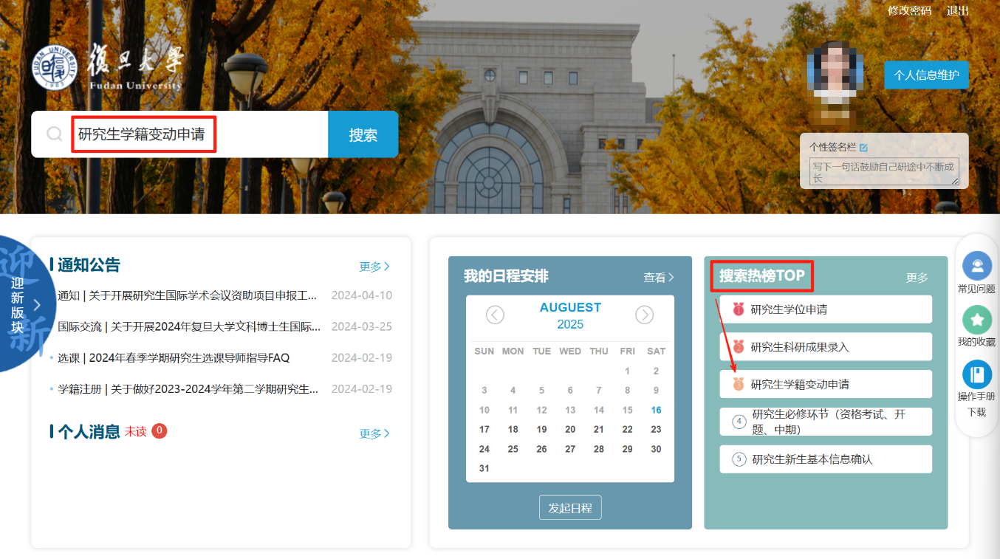 修改密码 退出
復旦大學
Fudan University
FUDAN UNIVERSITY
1905
个人信息维护
研究生学籍变动申请 搜索
个性签名栏
写下一句话鼓励自己研途中不断成
长
迎新
迎新版块
通知公告 更多
通知 | 关于开展研究生国际学术会议资助项目申报工... 2024-04-10
国际交流 | 关于开展2024年复旦大学文科博士生国际... 2024-03-25
选课 | 2024年春季学期研究生选课导师指导FAQ 2024-02-19
学籍注册 | 关于做好2023-2024学年第二学期研究生... 2024-02-19
个人消息 未读 0 更多
我的日程安排 查看
AUGUEST
2025
SUN MON TUE WED THU FRI SAT
1 2
3 4 5 6 7 8 9
10 11 12 13 14 15 16
17 18 19 20 21 22 23
24 25 26 27 28 29 30
31
发起日程
搜索热榜TOP 更多
1 研究生学位申请
2 研究生科研成果录入
3 研究生学籍变动申请
4 研究生必修环节（资格考试、开
题、中期）
5 研究生新生基本信息确认
常见问题
我的收藏
操作手册
下载